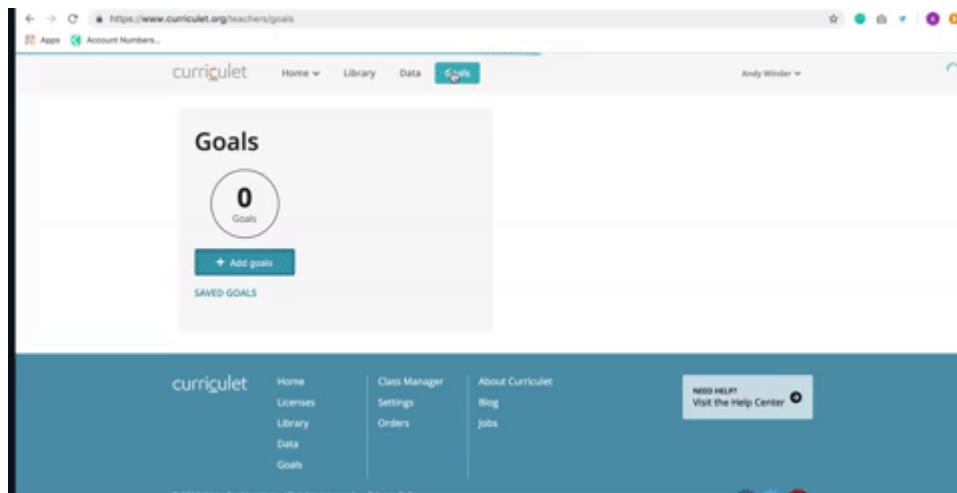 https://www.curriculet.org/teachers/goals
Apps Account Numbers...
curriculet Home Library Data Goals Andy Winder
Goals
0
Goals
+ Add goals
SAVED GOALS
curriculet Home Class Manager About Curriculet
Licenses Settings Blog
Library Orders Jobs
Data
Goals
NEED HELP?
Visit the Help Center